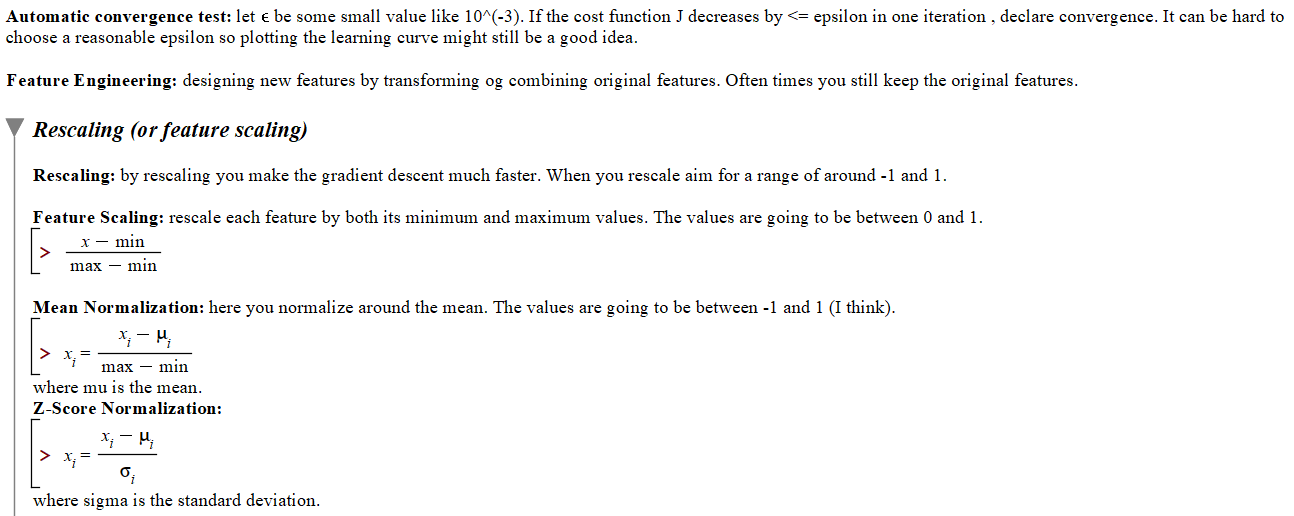 Automatic convergence test: let ϵ be some small value like 10^(-3). If the cost function J decreases by <= epsilon in one iteration , declare convergence. It can be hard to
choose a reasonable epsilon so plotting the learning curve might still be a good idea.
Feature Engineering: designing new features by transforming og combining original features. Often times you still keep the original features.
Rescaling (or feature scaling)
Rescaling: by rescaling you make the gradient descent much faster. When you rescale aim for a range of around -1 and 1.
Feature Scaling: rescale each feature by both its minimum and maximum values. The values are going to be between 0 and 1.
x − min
>
max − min
Mean Normalization: here you normalize around the mean. The values are going to be between -1 and 1 (I think).
x_i − μ_i
> x_i =
max − min
where mu is the mean.
Z-Score Normalization:
x_i − μ_i
> x_i =
σ_i
where sigma is the standard deviation.